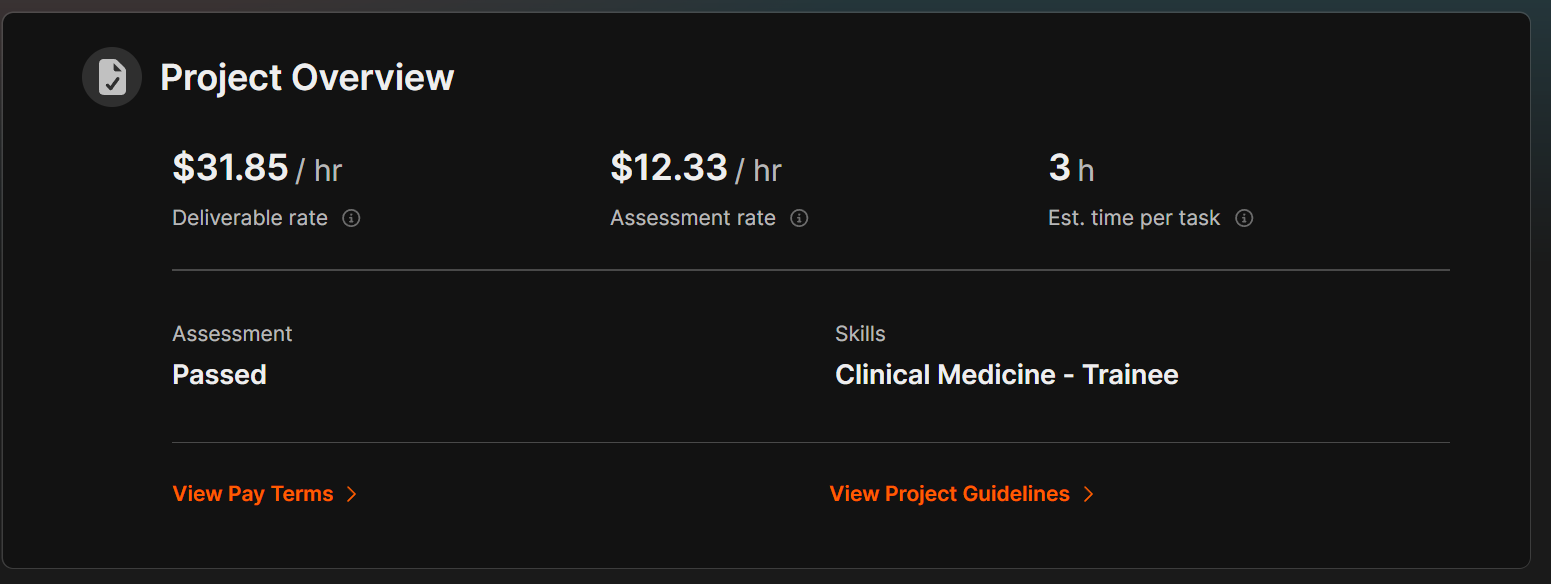 Project Overview
$31.85 / hr
Deliverable rate
$12.33 / hr
Assessment rate
3 h
Est. time per task
Assessment
Passed
Skills
Clinical Medicine - Trainee
View Pay Terms
View Project Guidelines